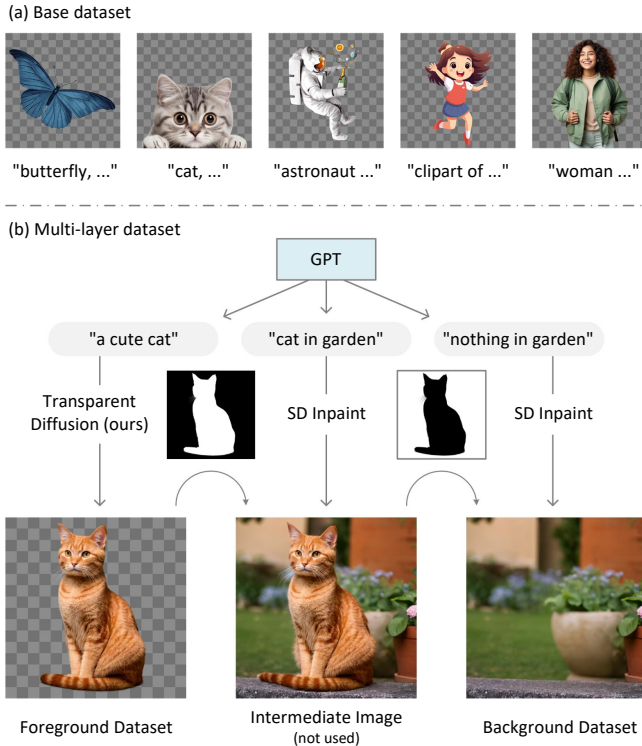 (a) Base dataset
"butterfly, ..."
"cat, ..."
"astronaut ..."
"clipart of ..."
"woman ..."
(b) Multi-layer dataset
GPT
"a cute cat"
"cat in garden"
"nothing in garden"
Transparent
Diffusion (ours)
SD Inpaint
SD Inpaint
Foreground Dataset
Intermediate Image
(not used)
Background Dataset